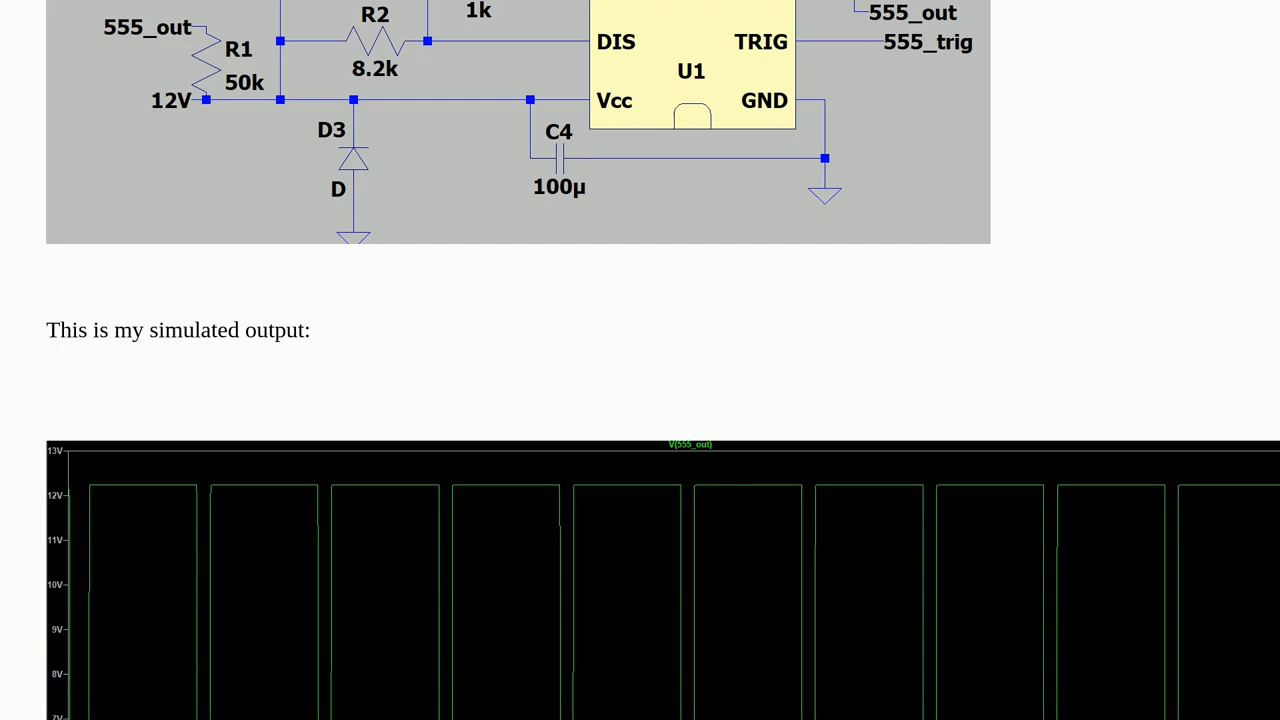 R2
1k
555_out
555_out
R1
DIS
TRIG
555_trig
8.2k
U1
50k
12V
Vcc
GND
D3
C4
D
100µ
This is my simulated output:
V(555_out)
13V
12V
11V
10V
9V
8V
7V